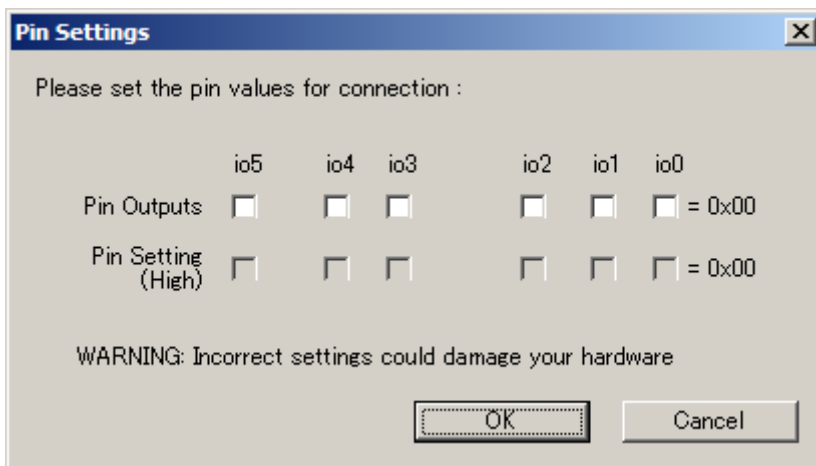 Pin Settings
Please set the pin values for connection :
io5 io4 io3 io2 io1 io0
Pin Outputs = 0x00
Pin Setting
(High) = 0x00
WARNING: Incorrect settings could damage your hardware
OK Cancel